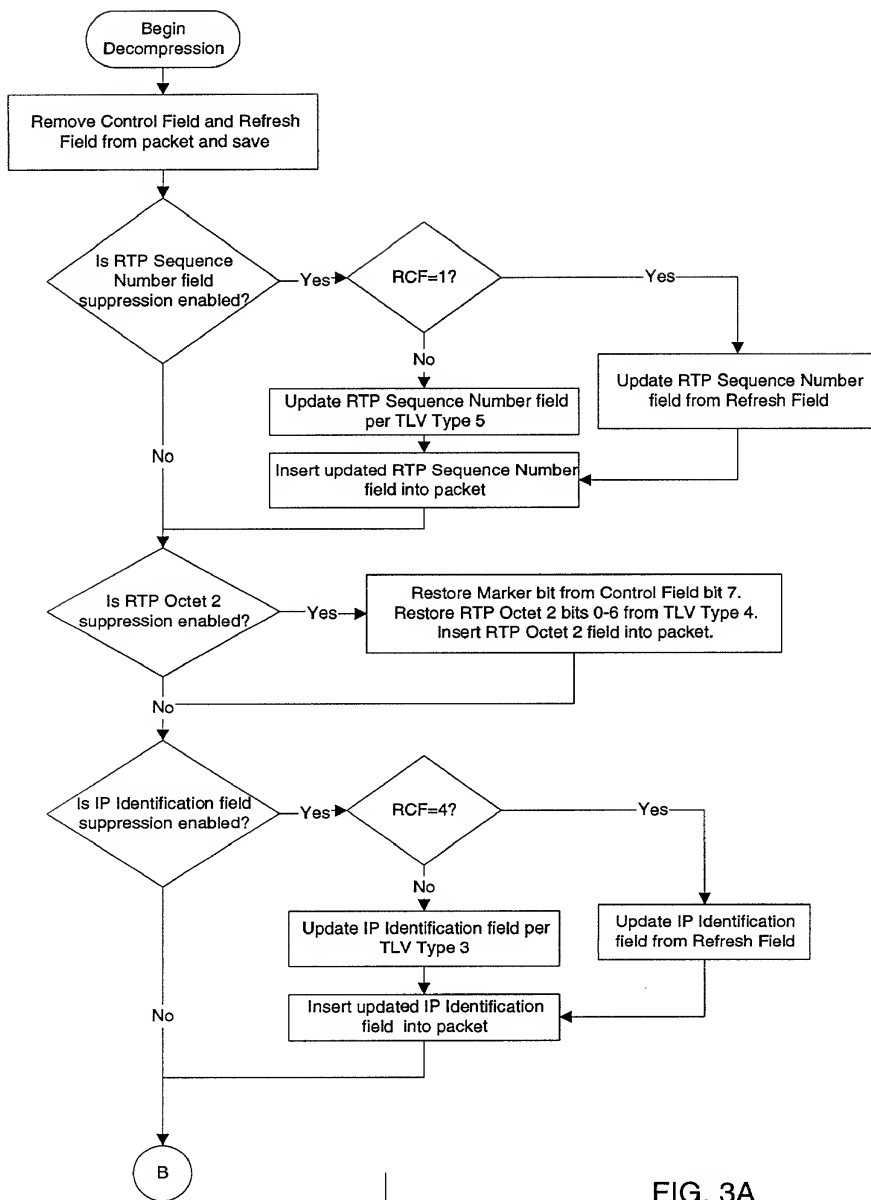 Begin
Decompression
Remove Control Field and Refresh
Field from packet and save
Is RTP Sequence
Number field
suppression enabled?
Yes
RCF=1?
Yes
No
Update RTP Sequence Number field
per TLV Type 5
Update RTP Sequence Number
field from Refresh Field
No
Insert updated RTP Sequence Number
field into packet
Is RTP Octet 2
suppression enabled?
Yes
Restore Marker bit from Control Field bit 7.
Restore RTP Octet 2 bits 0-6 from TLV Type 4.
Insert RTP Octet 2 field into packet.
No
Is IP Identification field
suppression enabled?
Yes
RCF=4?
Yes
No
Update IP Identification field per
TLV Type 3
Update IP Identification
field from Refresh Field
No
Insert updated IP Identification
field into packet
B
FIG. 3A